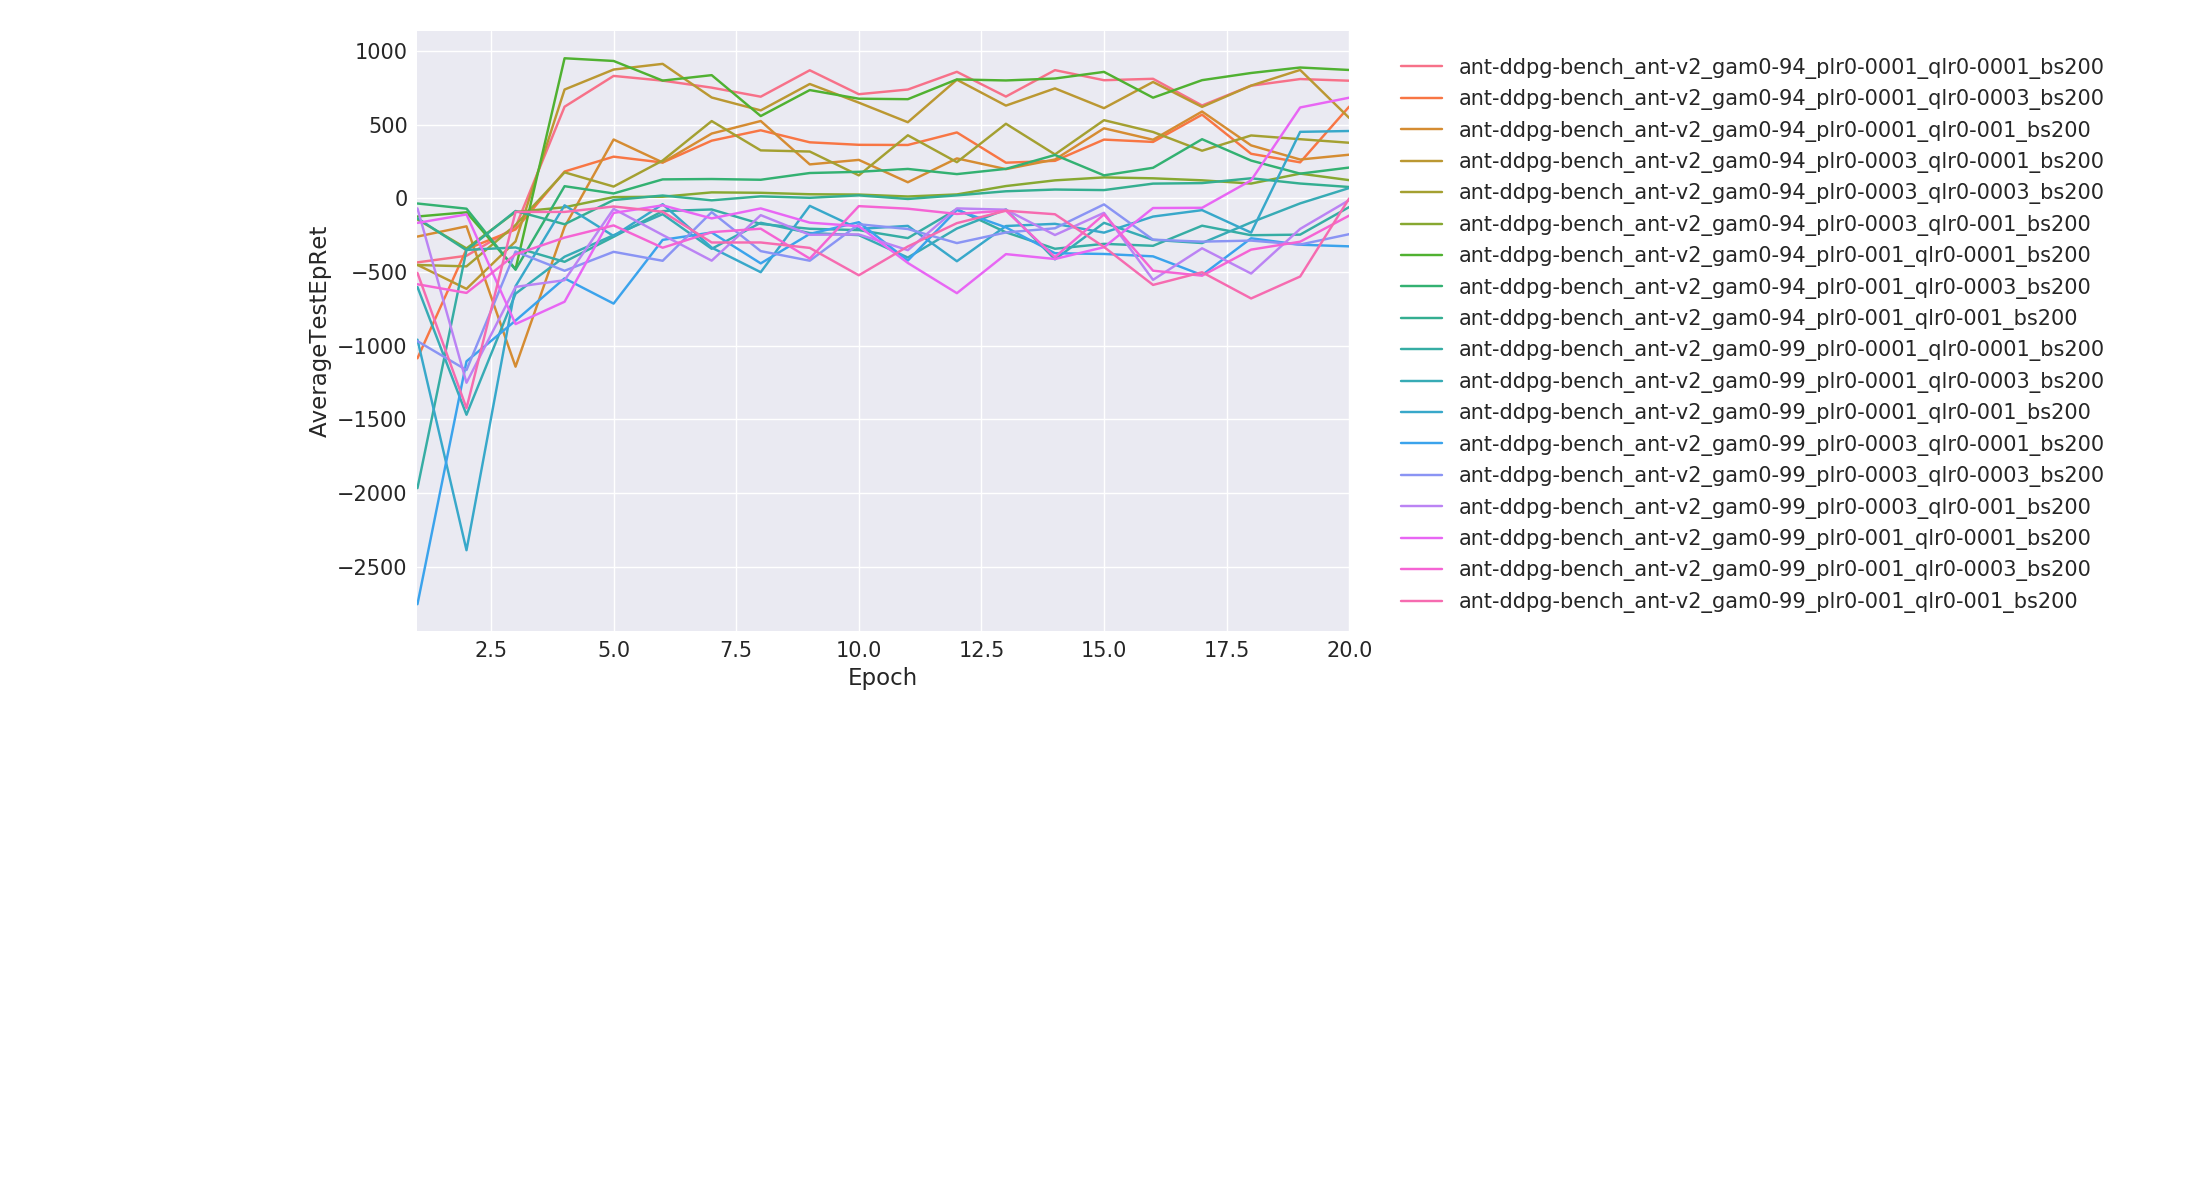 1000
500
0
−500
−1000
−1500
−2000
−2500
AverageTestEpRet
2.5 5.0 7.5 10.0 12.5 15.0 17.5 20.0
Epoch
ant-ddpg-bench_ant-v2_gam0-94_plr0-0001_qlr0-0001_bs200
ant-ddpg-bench_ant-v2_gam0-94_plr0-0001_qlr0-0003_bs200
ant-ddpg-bench_ant-v2_gam0-94_plr0-0001_qlr0-001_bs200
ant-ddpg-bench_ant-v2_gam0-94_plr0-0003_qlr0-0001_bs200
ant-ddpg-bench_ant-v2_gam0-94_plr0-0003_qlr0-0003_bs200
ant-ddpg-bench_ant-v2_gam0-94_plr0-0003_qlr0-001_bs200
ant-ddpg-bench_ant-v2_gam0-94_plr0-001_qlr0-0001_bs200
ant-ddpg-bench_ant-v2_gam0-94_plr0-001_qlr0-0003_bs200
ant-ddpg-bench_ant-v2_gam0-94_plr0-001_qlr0-001_bs200
ant-ddpg-bench_ant-v2_gam0-99_plr0-0001_qlr0-0001_bs200
ant-ddpg-bench_ant-v2_gam0-99_plr0-0001_qlr0-0003_bs200
ant-ddpg-bench_ant-v2_gam0-99_plr0-0001_qlr0-001_bs200
ant-ddpg-bench_ant-v2_gam0-99_plr0-0003_qlr0-0001_bs200
ant-ddpg-bench_ant-v2_gam0-99_plr0-0003_qlr0-0003_bs200
ant-ddpg-bench_ant-v2_gam0-99_plr0-0003_qlr0-001_bs200
ant-ddpg-bench_ant-v2_gam0-99_plr0-001_qlr0-0001_bs200
ant-ddpg-bench_ant-v2_gam0-99_plr0-001_qlr0-0003_bs200
ant-ddpg-bench_ant-v2_gam0-99_plr0-001_qlr0-001_bs200